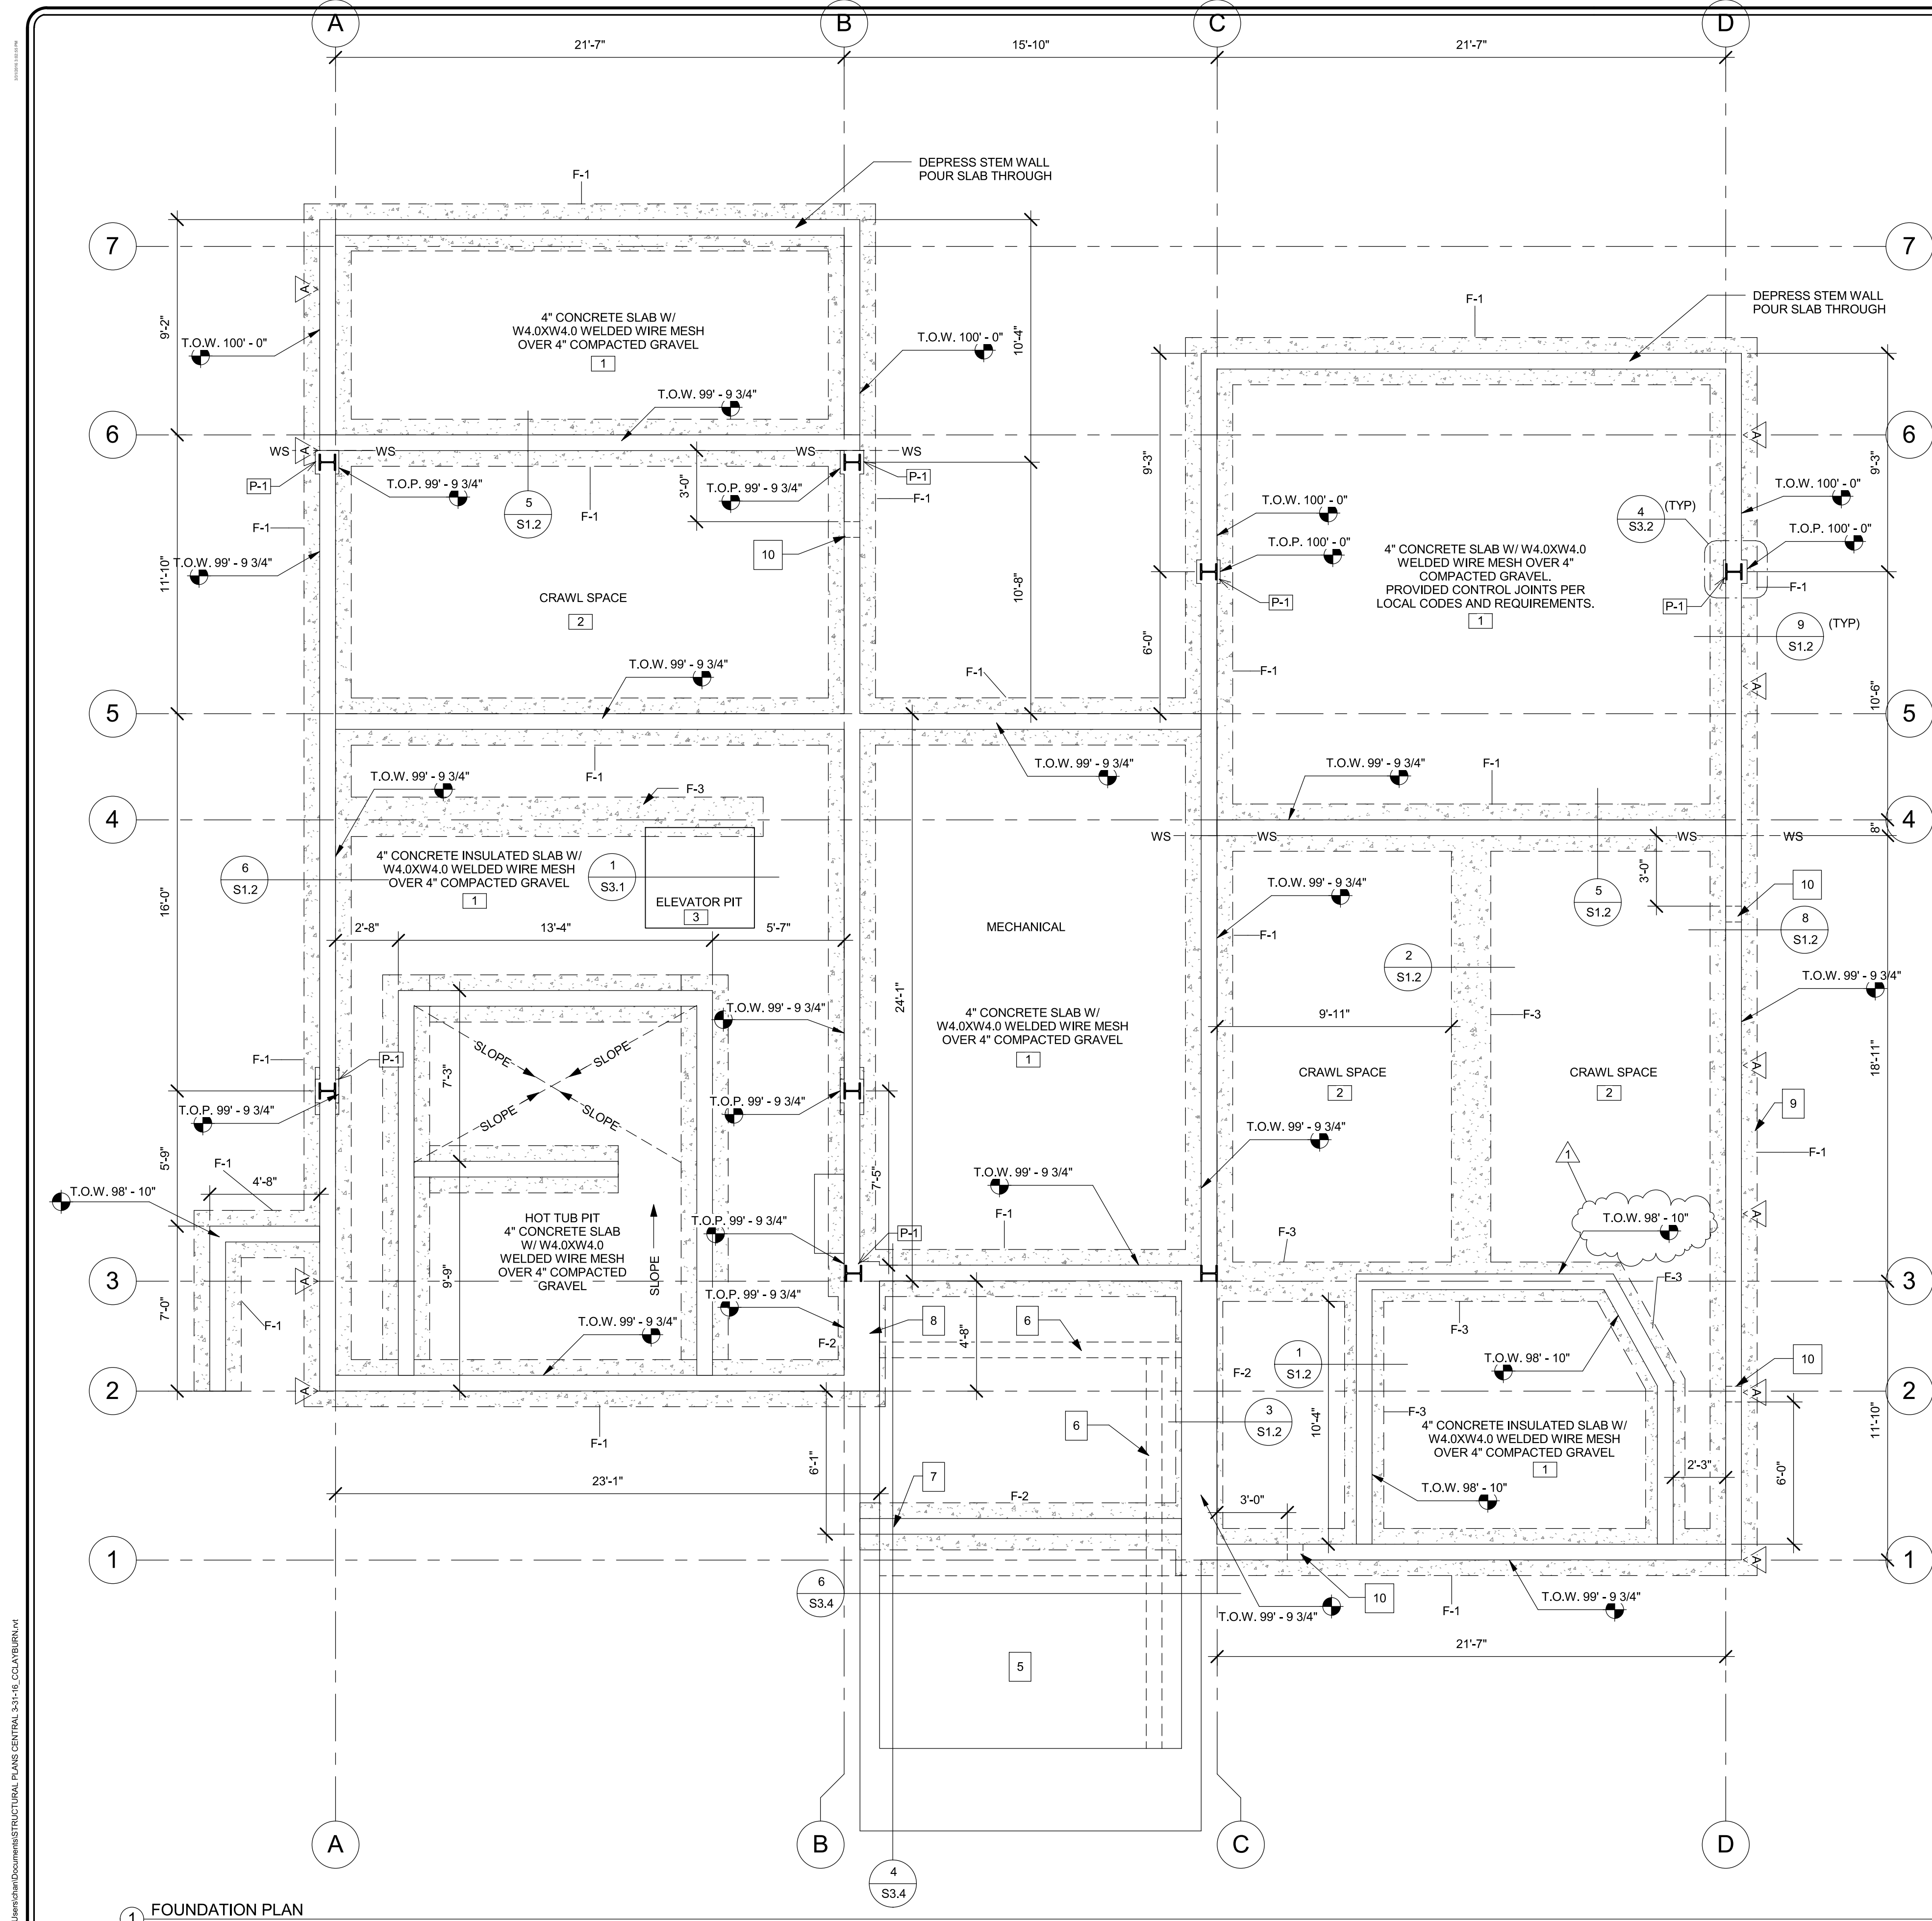 A
B
C
D
21'-7"
15'-10"
21'-7"
DEPRESS STEM WALL
POUR SLAB THROUGH
F-1
7
7
A
9'-2"
T.O.W. 100' - 0"
4" CONCRETE SLAB W/
W4.0XW4.0 WELDED WIRE MESH
OVER 4" COMPACTED GRAVEL
1
T.O.W. 100' - 0"
10'-4"
F-1
DEPRESS STEM WALL
POUR SLAB THROUGH
T.O.W. 99' - 9 3/4"
6
6
A
WS
A
WS
WS
WS
P-1
T.O.P. 99' - 9 3/4"
5
S1.2
F-1
3'-0"
T.O.P. 99' - 9 3/4"
P-1
F-1
F-1
10
9'-3"
9'-3"
T.O.W. 100' - 0"
T.O.P. 100' - 0"
P-1
4
S3.2
(TYP)
T.O.W. 100' - 0"
T.O.P. 100' - 0"
4" CONCRETE SLAB W/ W4.0XW4.0
WELDED WIRE MESH OVER 4"
COMPACTED GRAVEL.
PROVIDED CONTROL JOINTS PER
LOCAL CODES AND REQUIREMENTS.
1
P-1
F-1
9
S1.2
(TYP)
T.O.W. 99' - 9 3/4"
11'-10"
CRAWL SPACE
2
10'-8"
6'-0"
T.O.W. 99' - 9 3/4"
F-1
F-1
A
10'-6"
5
5
T.O.W. 99' - 9 3/4"
F-1
F-3
T.O.W. 99' - 9 3/4"
T.O.W. 99' - 9 3/4"
F-1
4
4
8"
WS
WS
WS
WS
6
S1.2
4" CONCRETE INSULATED SLAB W/
W4.0XW4.0 WELDED WIRE MESH
OVER 4" COMPACTED GRAVEL
1
1
S3.1
ELEVATOR PIT
3
16'-0"
2'-8"
13'-4"
5'-7"
MECHANICAL
T.O.W. 99' - 9 3/4"
F-1
5
S1.2
3'-0"
10
8
S1.2
2
S1.2
T.O.W. 99' - 9 3/4"
24'-1"
T.O.W. 99' - 9 3/4"
4" CONCRETE SLAB W/
W4.0XW4.0 WELDED WIRE MESH
OVER 4" COMPACTED GRAVEL
1
9'-11"
F-3
F-1
P-1
7'-3"
SLOPE
SLOPE
SLOPE
SLOPE
CRAWL SPACE
2
CRAWL SPACE
2
A
18'-11"
9
T.O.P. 99' - 9 3/4"
T.O.P. 99' - 9 3/4"
T.O.W. 99' - 9 3/4"
5'-9"
F-1
4'-8"
7'-5"
T.O.W. 99' - 9 3/4"
1
F-1
T.O.W. 98' - 10"
HOT TUB PIT
4" CONCRETE SLAB
W/ W4.0XW4.0
WELDED WIRE MESH
OVER 4" COMPACTED
GRAVEL
SLOPE
T.O.P. 99' - 9 3/4"
P-1
F-1
F-3
T.O.W. 98' - 10"
A
3
3
A
9'-9"
F-3
7'-0"
F-1
T.O.P. 99' - 9 3/4"
T.O.W. 99' - 9 3/4"
F-2
8
6
4'-8"
F-3
1
S1.2
T.O.W. 98' - 10"
10
2
2
A
A
F-2
6
3
S1.2
10'-4"
F-3
4" CONCRETE INSULATED SLAB W/
W4.0XW4.0 WELDED WIRE MESH
OVER 4" COMPACTED GRAVEL
1
11'-10"
F-1
23'-1"
6'-1"
7
F-2
3'-0"
T.O.W. 98' - 10"
2'-3"
6'-0"
1
1
A
6
S3.4
T.O.W. 99' - 9 3/4"
10
F-1
T.O.W. 99' - 9 3/4"
21'-7"
5
A
B
C
D
4
S3.4
1
FOUNDATION PLAN
Users\chan\Documents\STRUCTURAL PLANS CENTRAL 3-31-16_CCLAYBURN.rvt